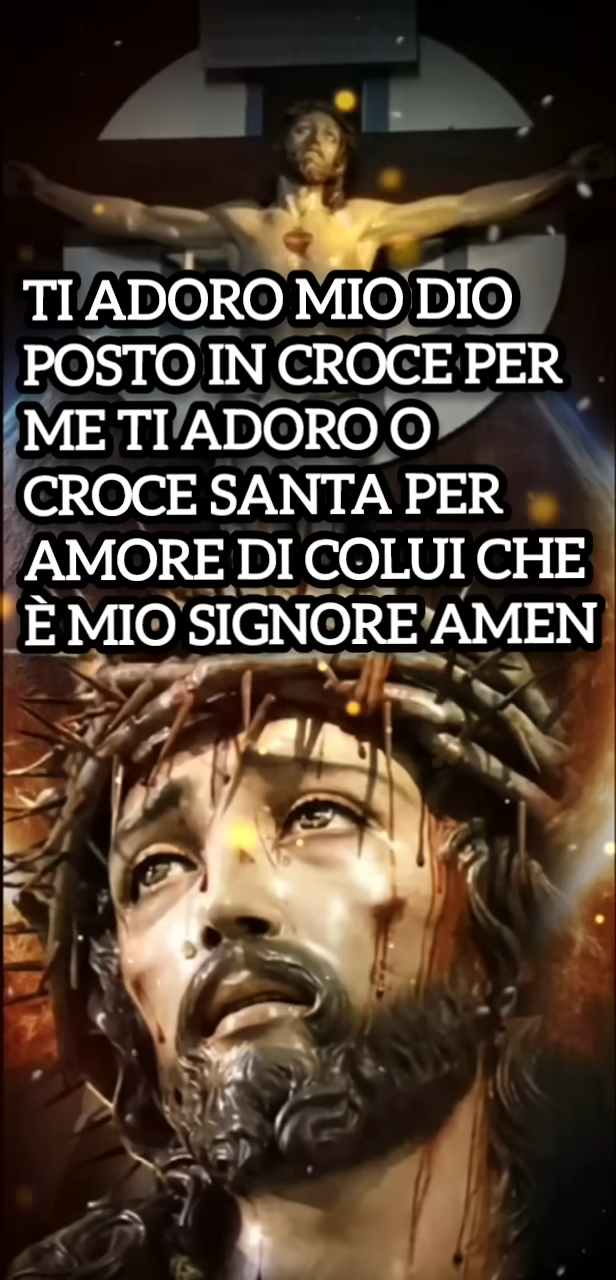 TI ADORO MIO DIO
POSTO IN CROCE PER
ME TI ADORO O
CROCE SANTA PER
AMORE DI COLUI CHE
È MIO SIGNORE AMEN